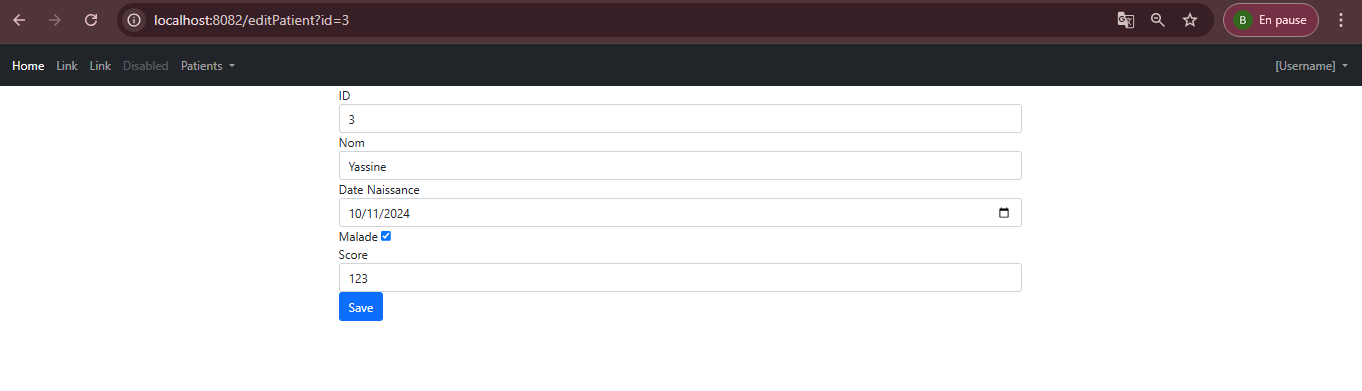 localhost:8082/editPatient?id=3
B En pause
Home Link Link Disabled Patients [Username]
ID
3
Nom
Yassine
Date Naissance
10/11/2024
Malade
Score
123
Save